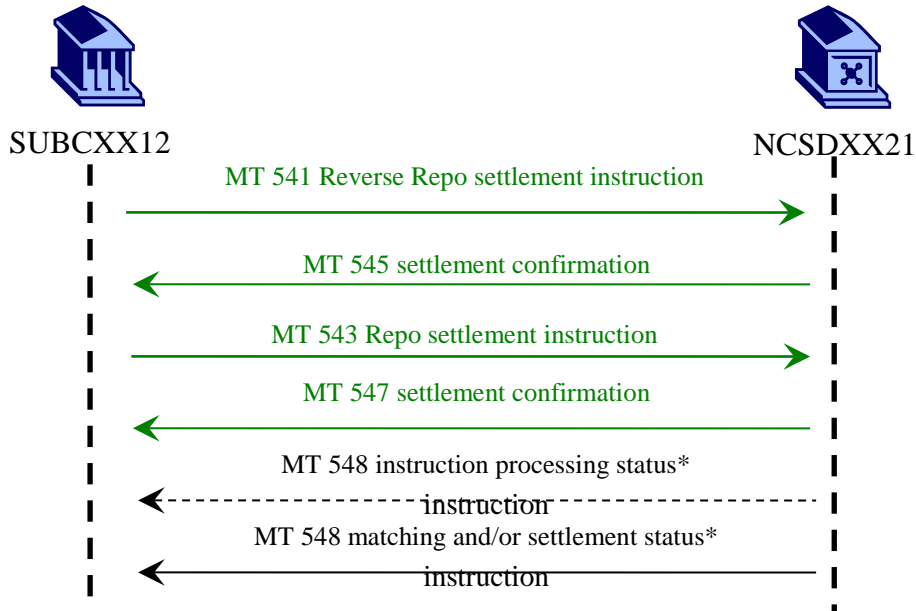 SUBCXX12
NCSDXX21
MT 541 Reverse Repo settlement instruction
MT 545 settlement confirmation
MT 543 Repo settlement instruction
MT 547 settlement confirmation
MT 548 instruction processing status*
instruction
MT 548 matching and/or settlement status*
instruction